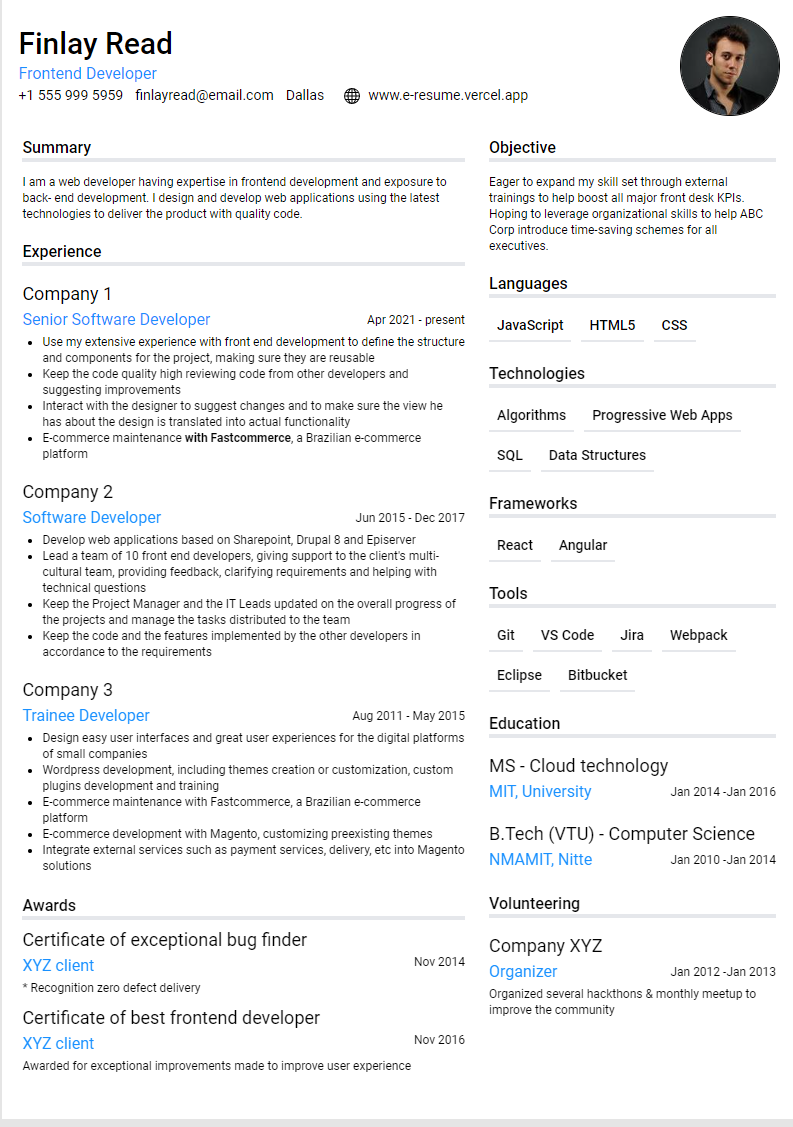 Finlay Read
Frontend Developer
+1 555 999 5959 finlayread@email.com Dallas www.e-resume.vercel.app
Summary
I am a web developer having expertise in frontend development and exposure to
back- end development. I design and develop web applications using the latest
technologies to deliver the product with quality code.
Experience
Company 1
Senior Software Developer Apr 2021 - present
• Use my extensive experience with front end development to define the structure
and components for the project, making sure they are reusable
• Keep the code quality high reviewing code from other developers and
suggesting improvements
• Interact with the designer to suggest changes and to make sure the view he
has about the design is translated into actual functionality
• E-commerce maintenance with Fastcommerce, a Brazilian e-commerce
platform
Company 2
Software Developer Jun 2015 - Dec 2017
• Develop web applications based on Sharepoint, Drupal 8 and Episerver
• Lead a team of 10 front end developers, giving support to the client's multi-
cultural team, providing feedback, clarifying requirements and helping with
technical questions
• Keep the Project Manager and the IT Leads updated on the overall progress of
the projects and manage the tasks distributed to the team
• Keep the code and the features implemented by the other developers in
accordance to the requirements
Company 3
Trainee Developer Aug 2011 - May 2015
• Design easy user interfaces and great user experiences for the digital platforms
of small companies
• Wordpress development, including themes creation or customization, custom
plugins development and training
• E-commerce maintenance with Fastcommerce, a Brazilian e-commerce
platform
• E-commerce development with Magento, customizing preexisting themes
• Integrate external services such as payment services, delivery, etc into Magento
solutions
Awards
Certificate of exceptional bug finder
XYZ client Nov 2014
* Recognition zero defect delivery
Certificate of best frontend developer
XYZ client Nov 2016
Awarded for exceptional improvements made to improve user experience
Objective
Eager to expand my skill set through external
trainings to help boost all major front desk KPIs.
Hoping to leverage organizational skills to help ABC
Corp introduce time-saving schemes for all
executives.
Languages
JavaScript HTML5 CSS
Technologies
Algorithms Progressive Web Apps
SQL Data Structures
Frameworks
React Angular
Tools
Git VS Code Jira Webpack
Eclipse Bitbucket
Education
MS - Cloud technology
MIT, University Jan 2014 -Jan 2016
B.Tech (VTU) - Computer Science
NMAMIT, Nitte Jan 2010 -Jan 2014
Volunteering
Company XYZ
Organizer Jan 2012 -Jan 2013
Organized several hackthons & monthly meetup to
improve the community